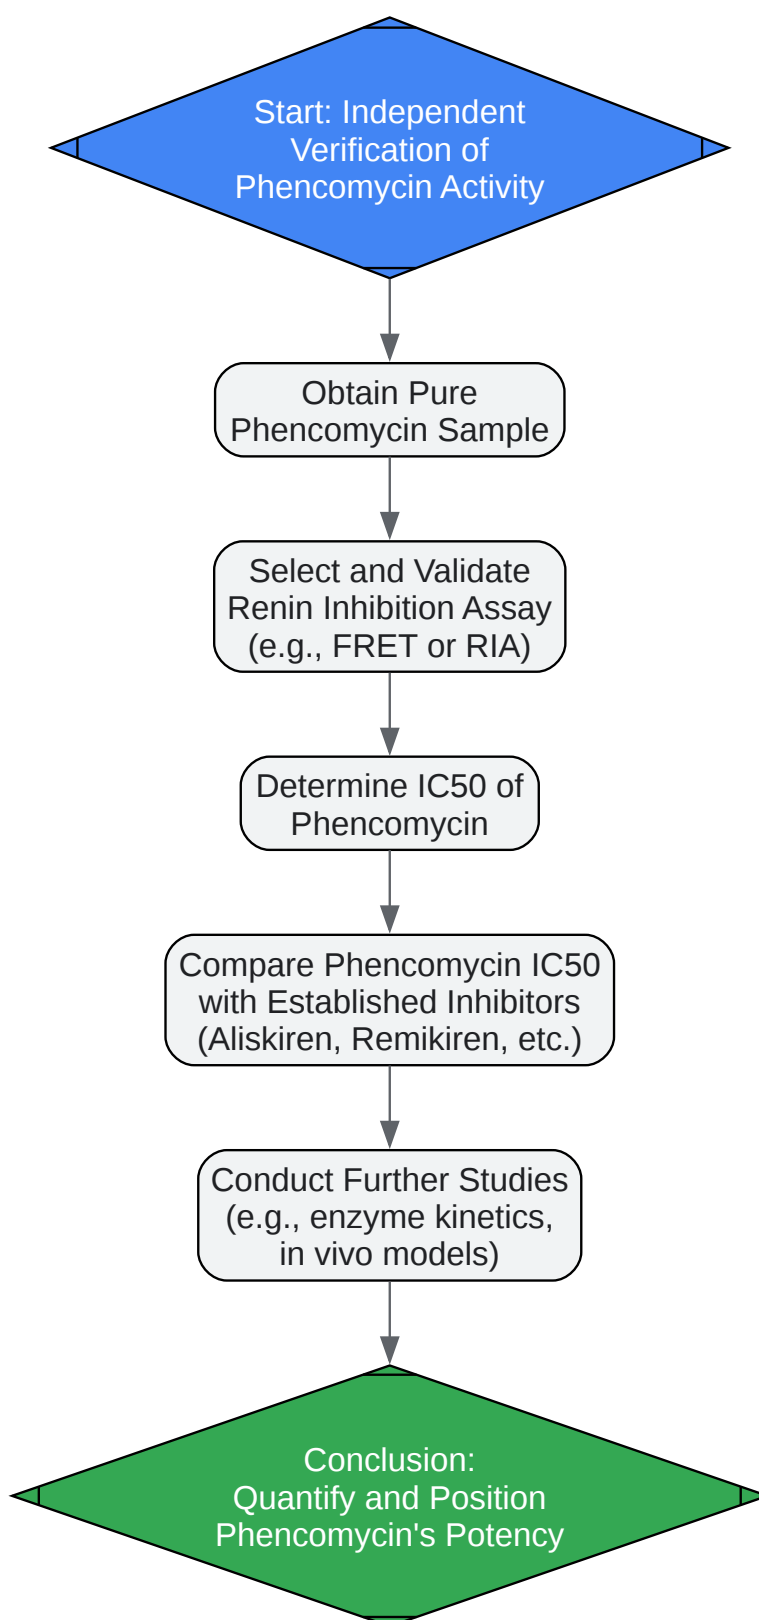 Start: Independent
Verification of
Phencomycin Activity
Obtain Pure
Phencomycin Sample
Select and Validate
Renin Inhibition Assay
(e.g., FRET or RIA)
Determine IC50 of
Phencomycin
Compare Phencomycin IC50
with Established Inhibitors
(Aliskiren, Remikiren, etc.)
Conduct Further Studies
(e.g., enzyme kinetics,
in vivo models)
Conclusion:
Quantify and Position
Phencomycin's Potency